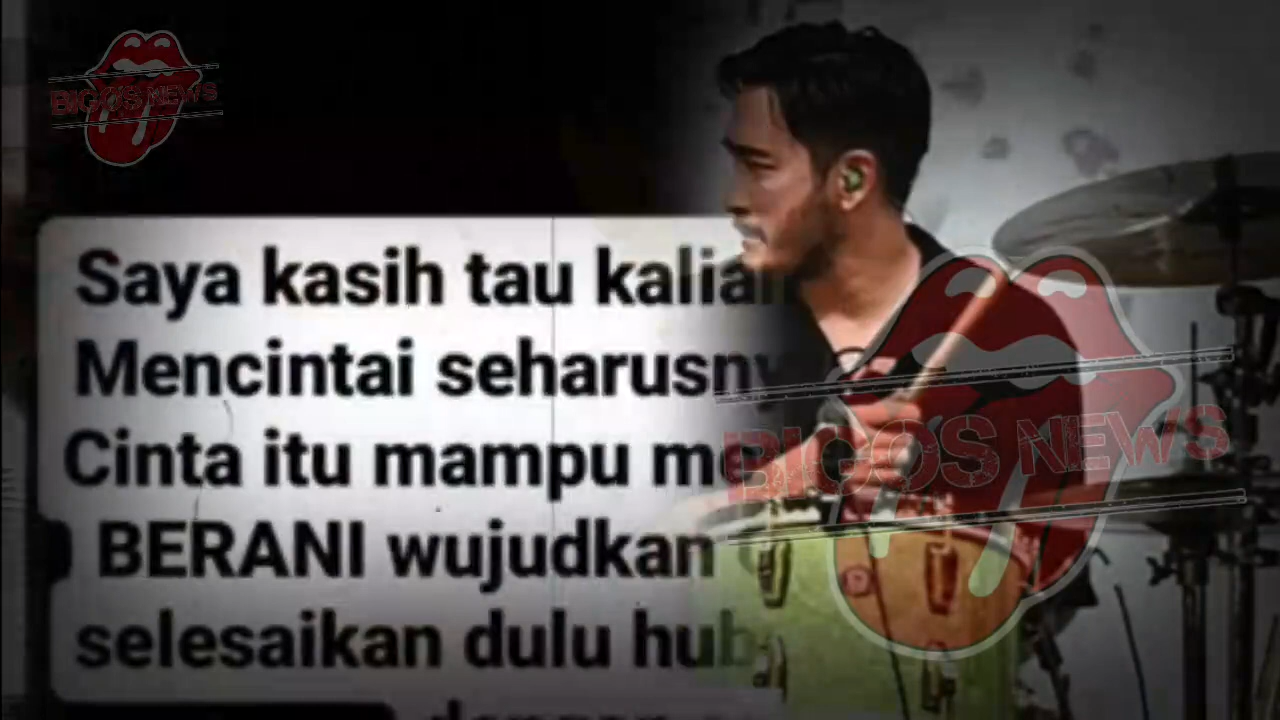 BIGOS NEWS
Saya kasih tau kalian
Mencintai seharusny
Cinta itu mampu me
BERANI wujudkan
selesaikan dulu hub
BIGOS NEWS